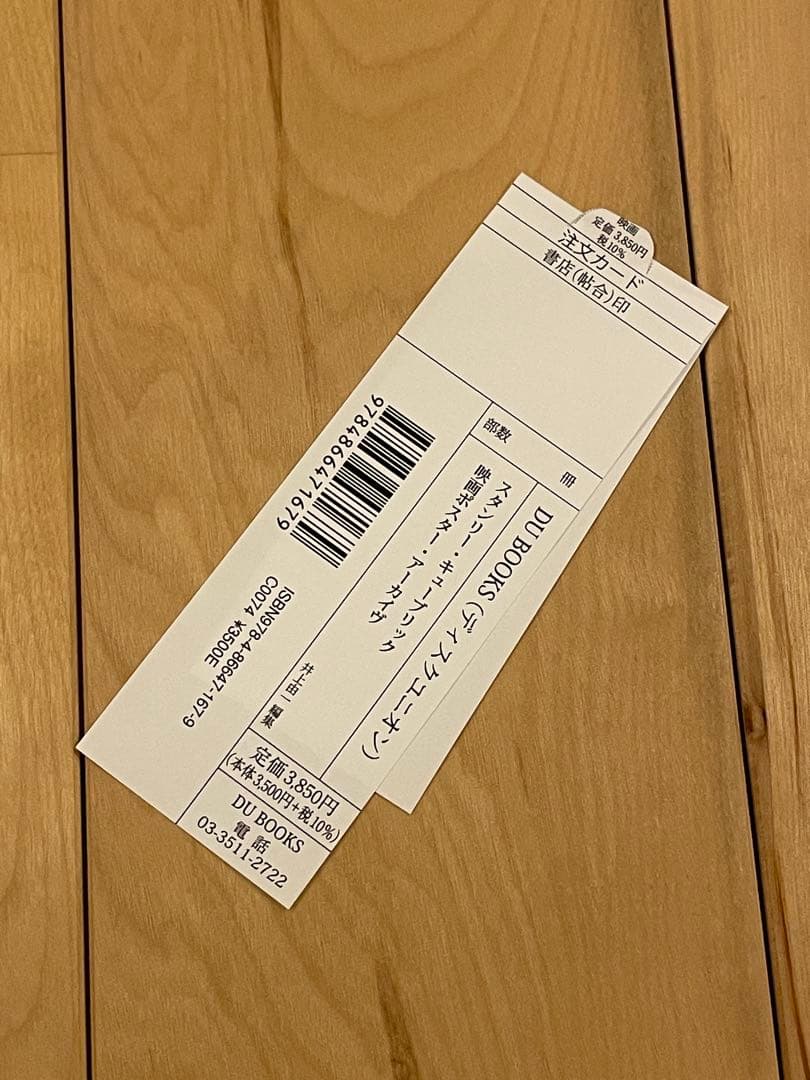 映画
定価 3,850円
税10%
注文カード
書店(帖合)印
部数
冊
DU BOOKS (ディスクユニオン)
スタンリー・キューブリック
映画ポスター・アーカイヴ
井上由一 編集
9784866471679
ISBN978-4-86647-167-9
C0074 ¥3500E
定価3,850円
(本体3,500円+税10%)
DU BOOKS
電話
03-3511-2722